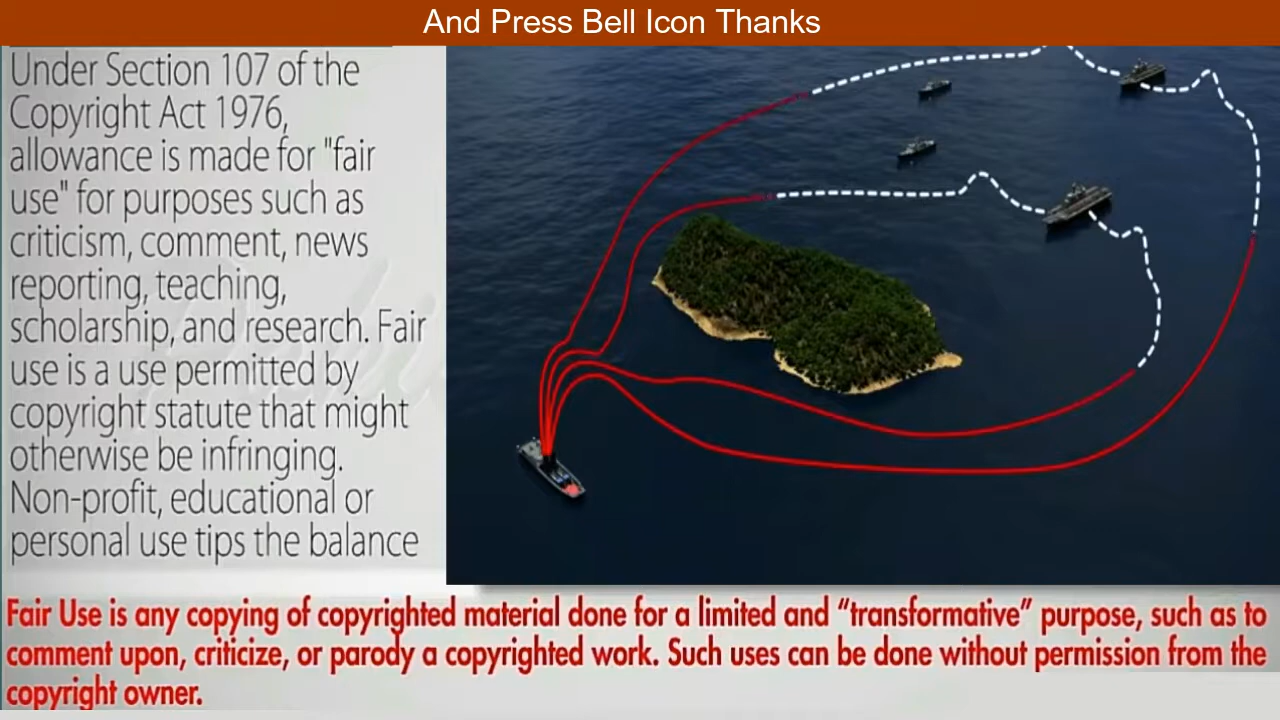 And Press Bell Icon Thanks
Under Section 107 of the
Copyright Act 1976,
allowance is made for "fair
use" for purposes such as
criticism, comment, news
reporting, teaching,
scholarship, and research. Fair
use is a use permitted by
copyright statute that might
otherwise be infringing.
Non-profit, educational or
personal use tips the balance
Fair Use is any copying of copyrighted material done for a limited and “transformative” purpose, such as to
comment upon, criticize, or parody a copyrighted work. Such uses can be done without permission from the
copyright owner.